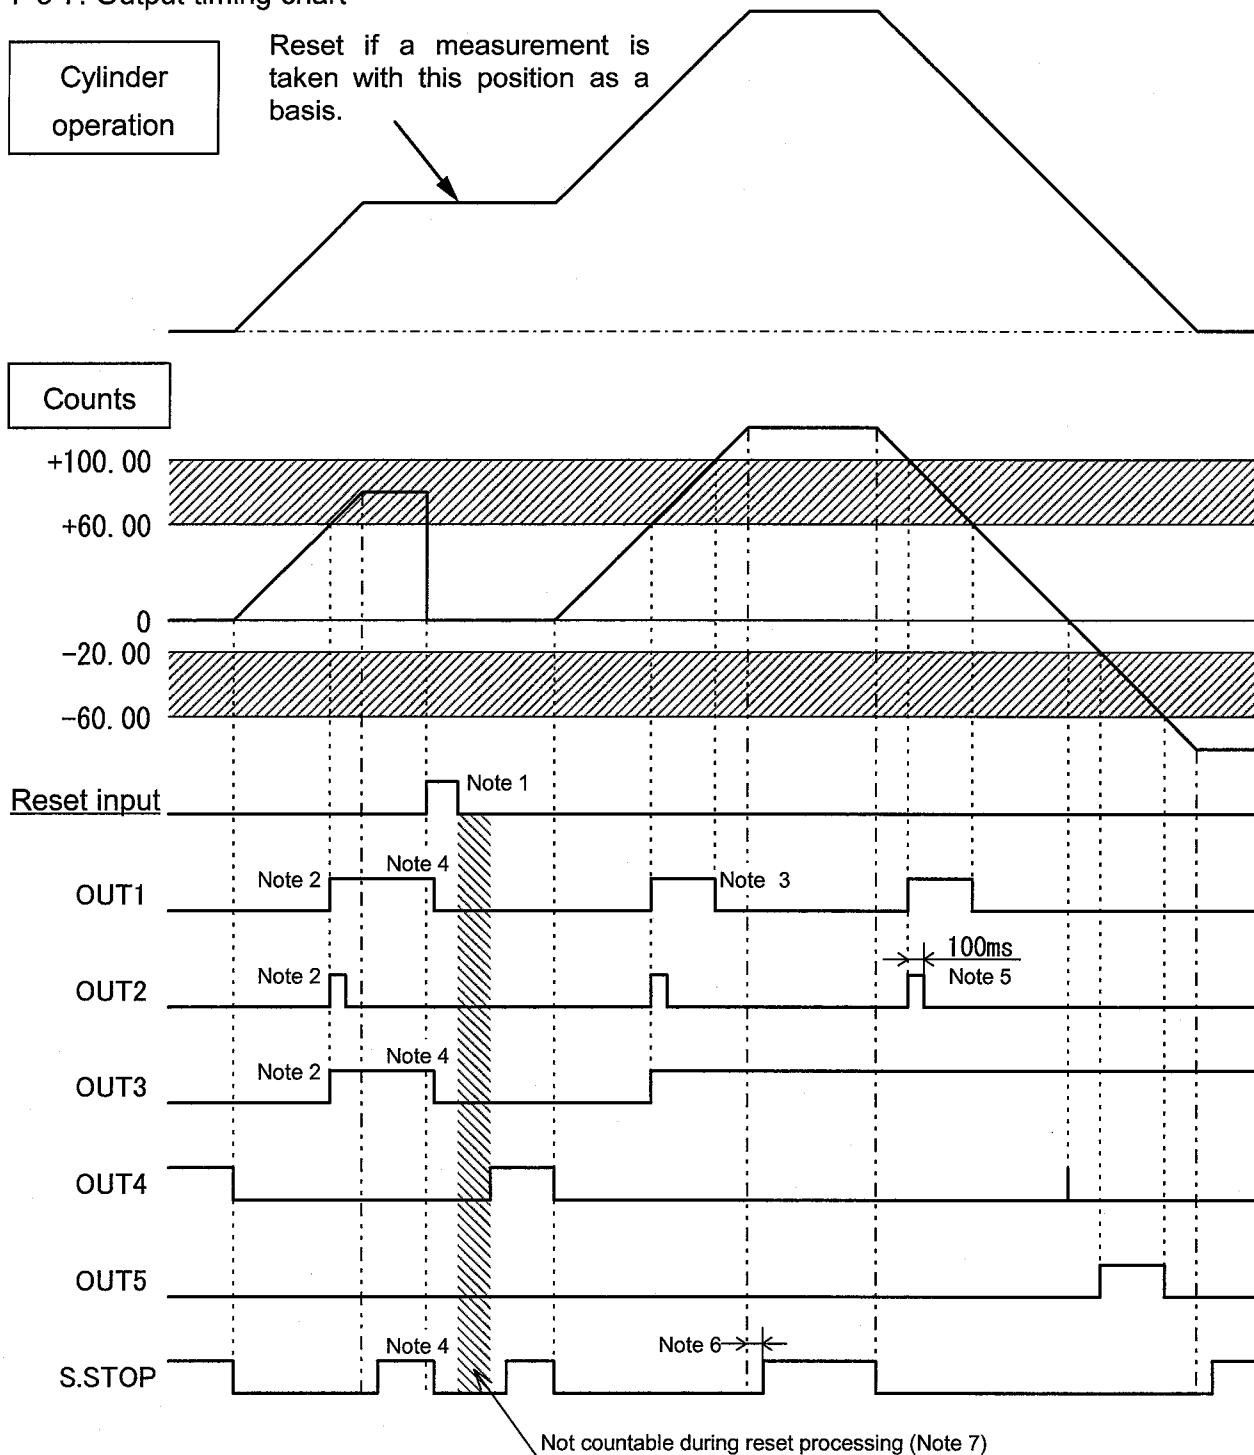 Output timing chart
Cylinder
operation
Reset if a measurement is
taken with this position as a
basis.
Counts
+100.00
+60.00
0
-20.00
-60.00
Reset input
Note 1
OUT1
Note 2
Note 4
Note 3
OUT2
Note 2
100ms
Note 5
OUT3
Note 2
Note 4
OUT4
OUT5
S.STOP
Note 4
Note 6
Not countable during reset processing (Note 7)